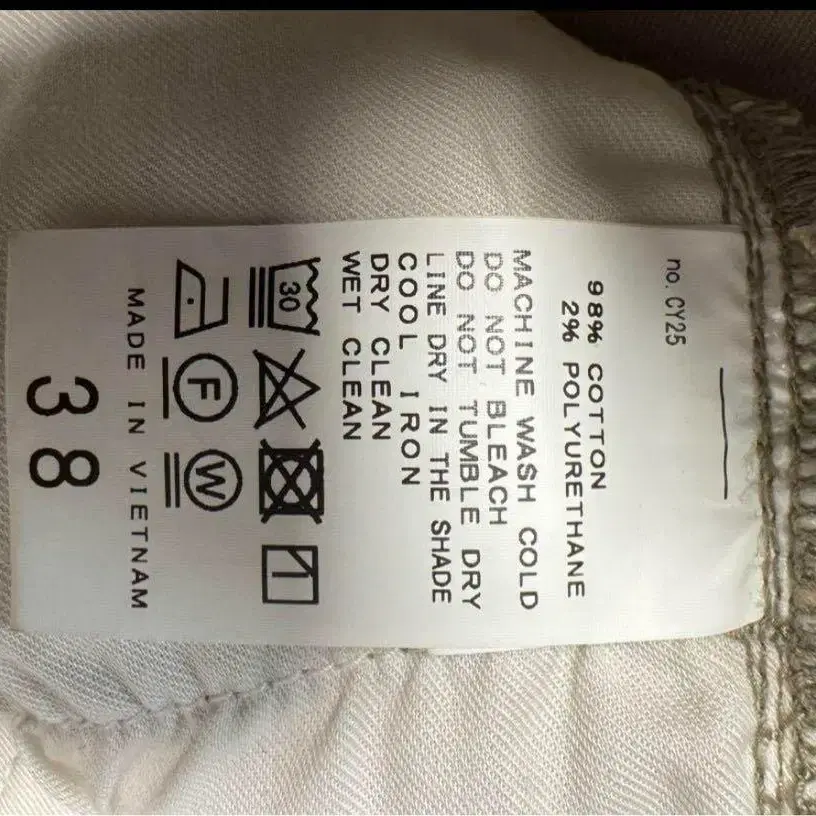 no. CY25
98% COTTON
2% POLYURETHANE
MACHINE WASH COLD
DO NOT BLEACH
DO NOT TUMBLE DRY
LINE DRY IN THE SHADE
COOL IRON
DRY CLEAN
WET CLEAN
30
F W
MADE IN VIETNAM
38